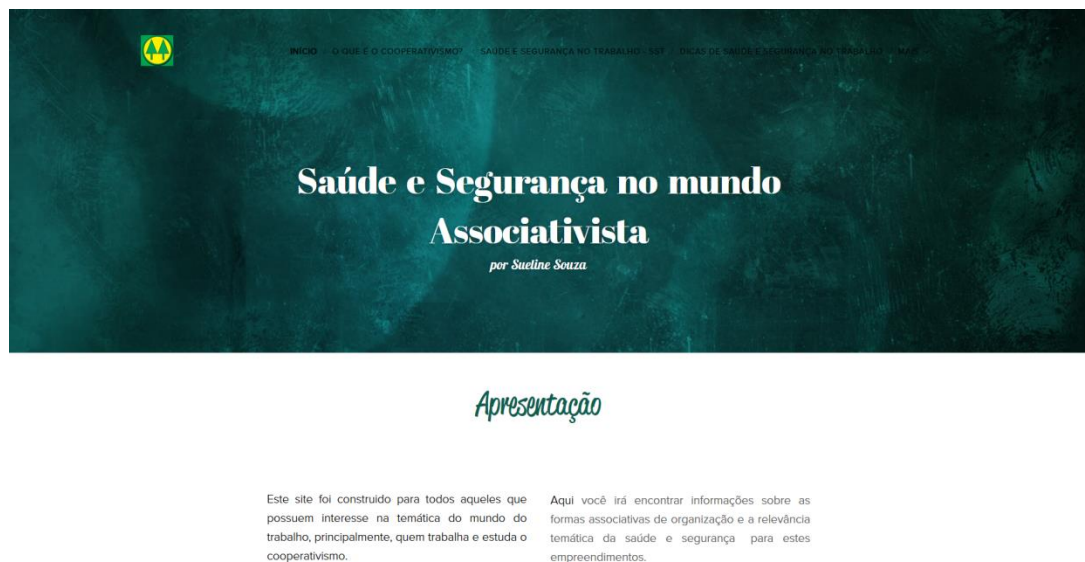 INÍCIO O QUE É O COOPERATIVISMO? SAÚDE E SEGURANÇA NO TRABALHO - SST DICAS DE SAÚDE E SEGURANÇA NO TRABALHO MAIS
Saúde e Segurança no mundo
Associativista
por Sueline Souza
Apresentação
Este site foi construido para todos aqueles que
possuem interesse na temática do mundo do
trabalho, principalmente, quem trabalha e estuda o
cooperativismo.
Aqui você irá encontrar informações sobre as
formas associativas de organização e a relevância
temática da saúde e segurança para estes
empreendimentos.